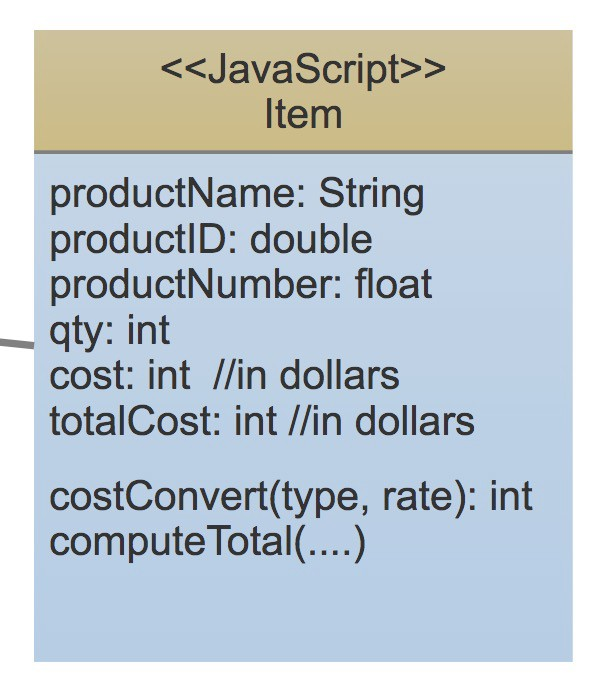 <<JavaScript>>
Item
productName: String
productID: double
productNumber: float
qty: int
cost: int  //in dollars
totalCost: int //in dollars
costConvert(type, rate): int
computeTotal(....)